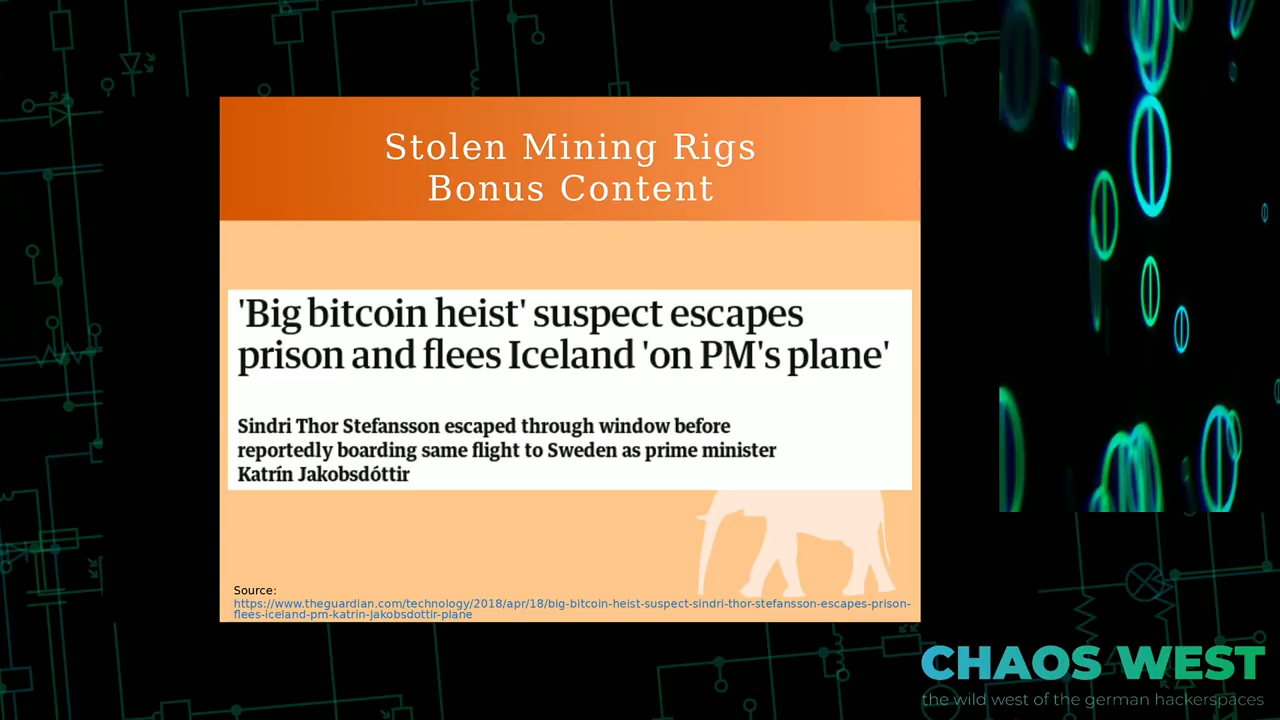 Stolen Mining Rigs
Bonus Content
'Big bitcoin heist' suspect escapes
prison and flees Iceland 'on PM's plane'
Sindri Thor Stefansson escaped through window before
reportedly boarding same flight to Sweden as prime minister
Katrín Jakobsdóttir
Source:
https://www.theguardian.com/technology/2018/apr/18/big-bitcoin-heist-suspect-sindri-thor-stefansson-escapes-prison-
flees-iceland-pm-katrin-jakobsdottir-plane
CHAOS WEST
the wild west of the german hackerspaces